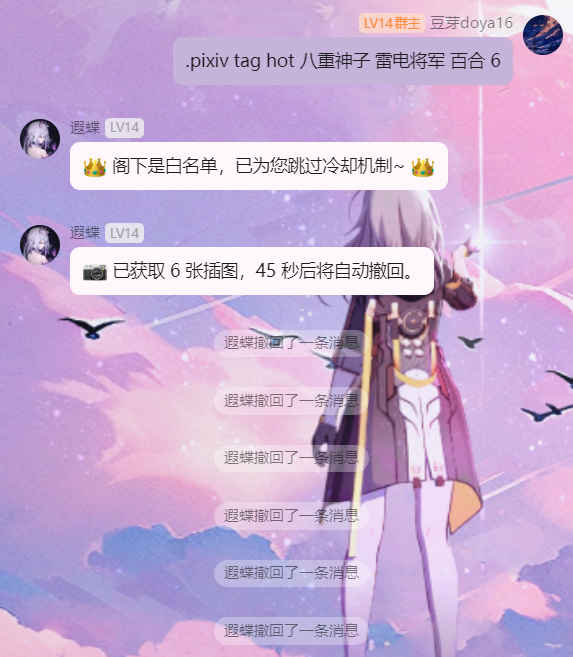 LV14群主 豆芽doya16
.pixiv tag hot 八重神子 雷电将军 百合 6
遐蝶 LV14
👑 阁下是白名单，已为您跳过冷却机制~ 👑
遐蝶 LV14
📷 已获取 6 张插图，45 秒后将自动撤回。
遐蝶撤回了一条消息
遐蝶撤回了一条消息
遐蝶撤回了一条消息
遐蝶撤回了一条消息
遐蝶撤回了一条消息
遐蝶撤回了一条消息